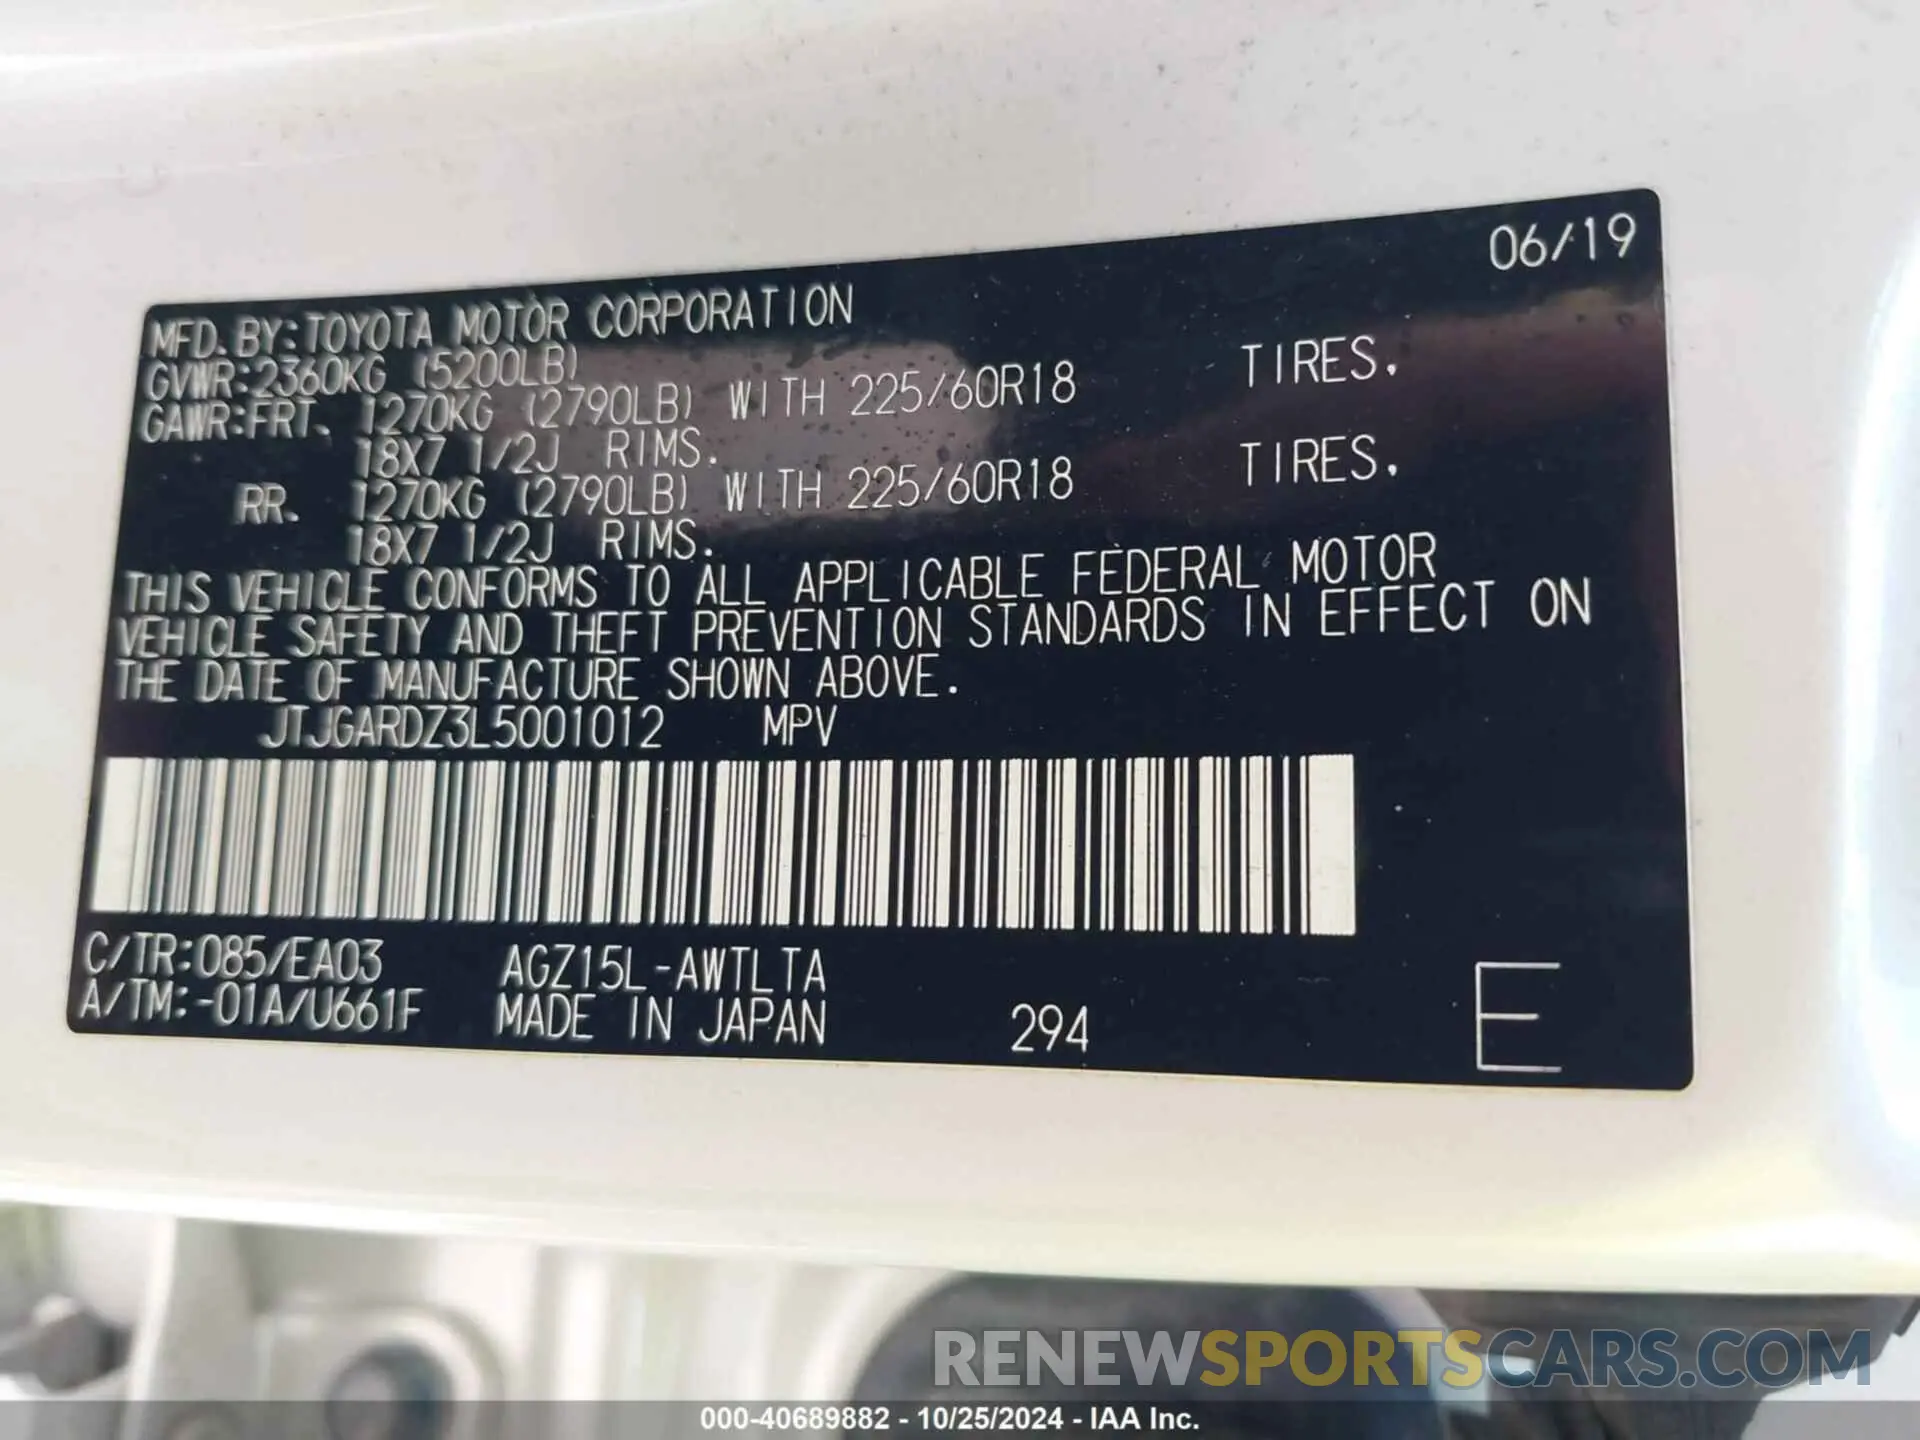 06/19
MFD. BY: TOYOTA MOTOR CORPORATION
GVWR: 2360KG (5200LB)
GAWR: FRT. 1270KG (2790LB) WITH 225/60R18 TIRES.
18X7 1/2J RIMS.
RR. 1270KG (2790LB) WITH 225/60R18 TIRES.
18X7 1/2J RIMS.
THIS VEHICLE CONFORMS TO ALL APPLICABLE FEDERAL MOTOR
VEHICLE SAFETY AND THEFT PREVENTION STANDARDS IN EFFECT ON
THE DATE OF MANUFACTURE SHOWN ABOVE.
JTJGARDZ3L5001012 MPV
C/TR: 085/EA03 AGZ15L-AWTLTA
A/TM: -01A/U661F MADE IN JAPAN 294 E
RENEWSPORTSCARS.COM
000-40689882 - 10/25/2024 - IAA Inc.